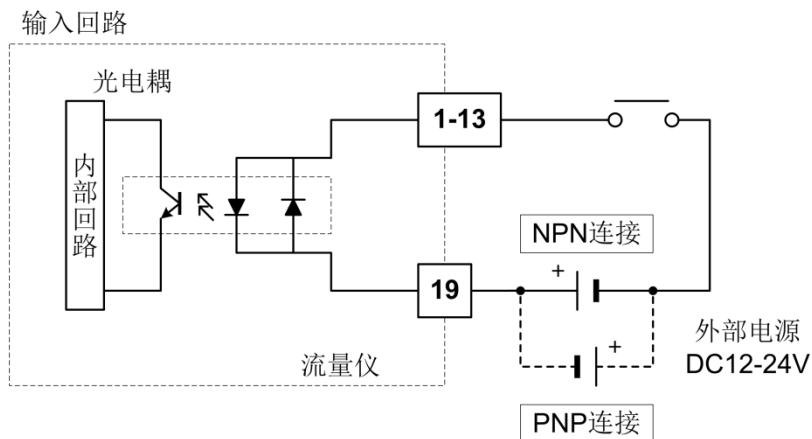 输入回路
光电耦
内部回路
1-13
NPN连接
+
19
+
外部电源
DC12-24V
流量仪
PNP连接